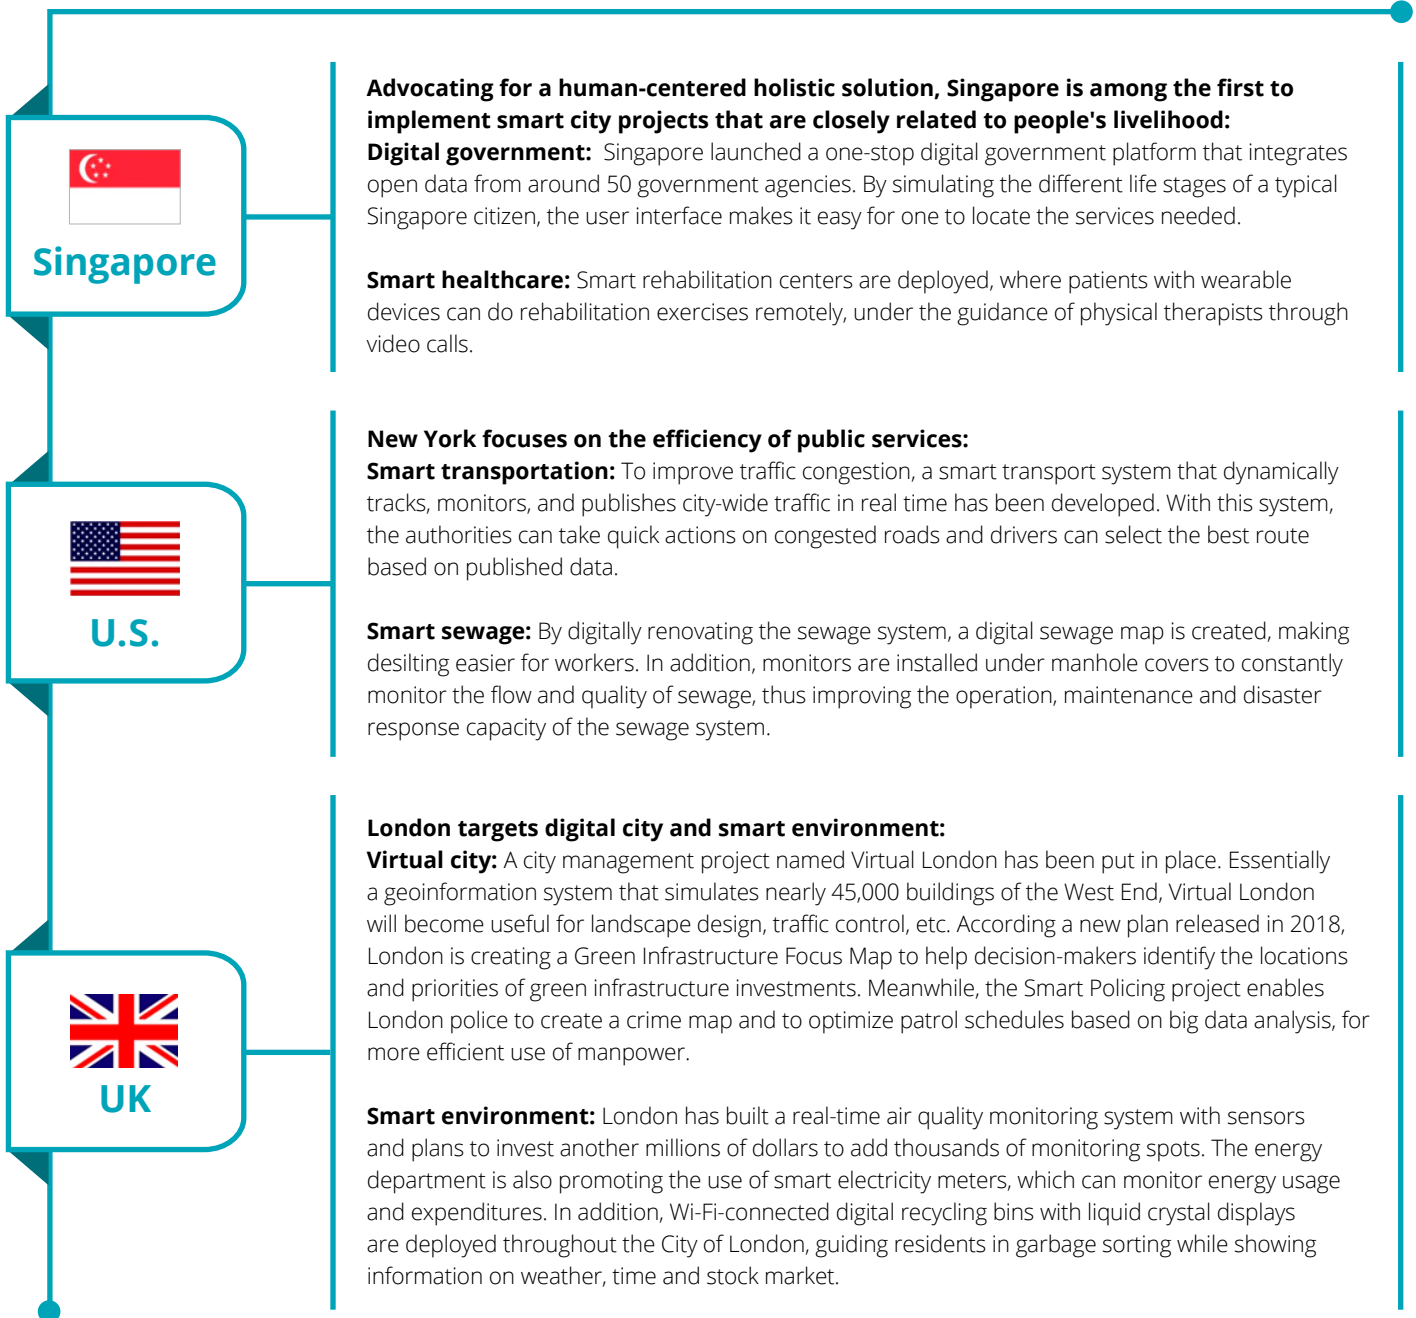 Advocating for a human-centered holistic solution, Singapore is among the first to
implement smart city projects that are closely related to people's livelihood:
Digital government: Singapore launched a one-stop digital government platform that integrates
open data from around 50 government agencies. By simulating the different life stages of a typical
Singapore citizen, the user interface makes it easy for one to locate the services needed.
Singapore
Smart healthcare: Smart rehabilitation centers are deployed, where patients with wearable
devices can do rehabilitation exercises remotely, under the guidance of physical therapists through
video calls.
New York focuses on the efficiency of public services:
Smart transportation: To improve traffic congestion, a smart transport system that dynamically
tracks, monitors, and publishes city-wide traffic in real time has been developed. With this system,
the authorities can take quick actions on congested roads and drivers can select the best route
based on published data.
U.S.
Smart sewage: By digitally renovating the sewage system, a digital sewage map is created, making
desilting easier for workers. In addition, monitors are installed under manhole covers to constantly
monitor the flow and quality of sewage, thus improving the operation, maintenance and disaster
response capacity of the sewage system.
London targets digital city and smart environment:
Virtual city: A city management project named Virtual London has been put in place. Essentially
a geoinformation system that simulates nearly 45,000 buildings of the West End, Virtual London
will become useful for landscape design, traffic control, etc. According a new plan released in 2018,
London is creating a Green Infrastructure Focus Map to help decision-makers identify the locations
and priorities of green infrastructure investments. Meanwhile, the Smart Policing project enables
London police to create a crime map and to optimize patrol schedules based on big data analysis, for
more efficient use of manpower.
UK
Smart environment: London has built a real-time air quality monitoring system with sensors
and plans to invest another millions of dollars to add thousands of monitoring spots. The energy
department is also promoting the use of smart electricity meters, which can monitor energy usage
and expenditures. In addition, Wi-Fi-connected digital recycling bins with liquid crystal displays
are deployed throughout the City of London, guiding residents in garbage sorting while showing
information on weather, time and stock market.